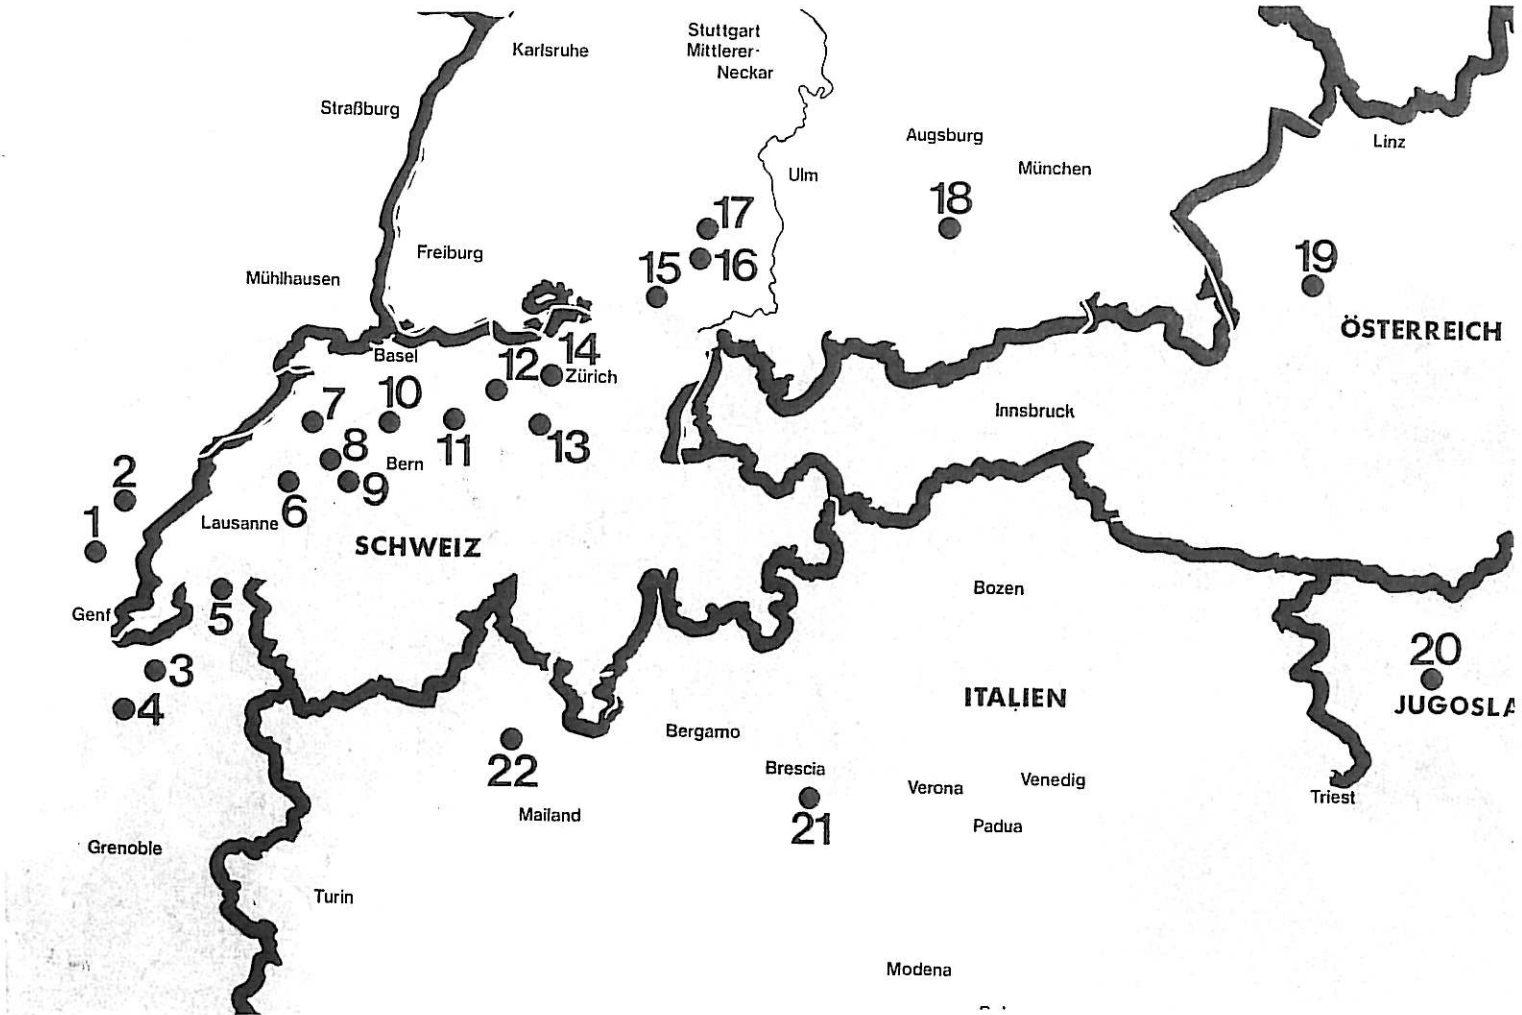 Stuttgart
Mittlerer-
Neckar
Karlsruhe
Straßburg
Augsburg
Linz
München
Ulm
18
17
Freiburg
19
16
15
Mühlhausen
ÖSTERREICH
14
Basel
12
Zürich
7
10
Innsbruck
8
11
13
Bern
2
9
6
1
Lausanne
SCHWEIZ
Bozen
Genf
5
20
3
ITALIEN
4
JUGOSLA
Bergamo
22
Brescia
Venedig
Verona
Triest
Mailand
21
Padua
Grenoble
Turin
Modena